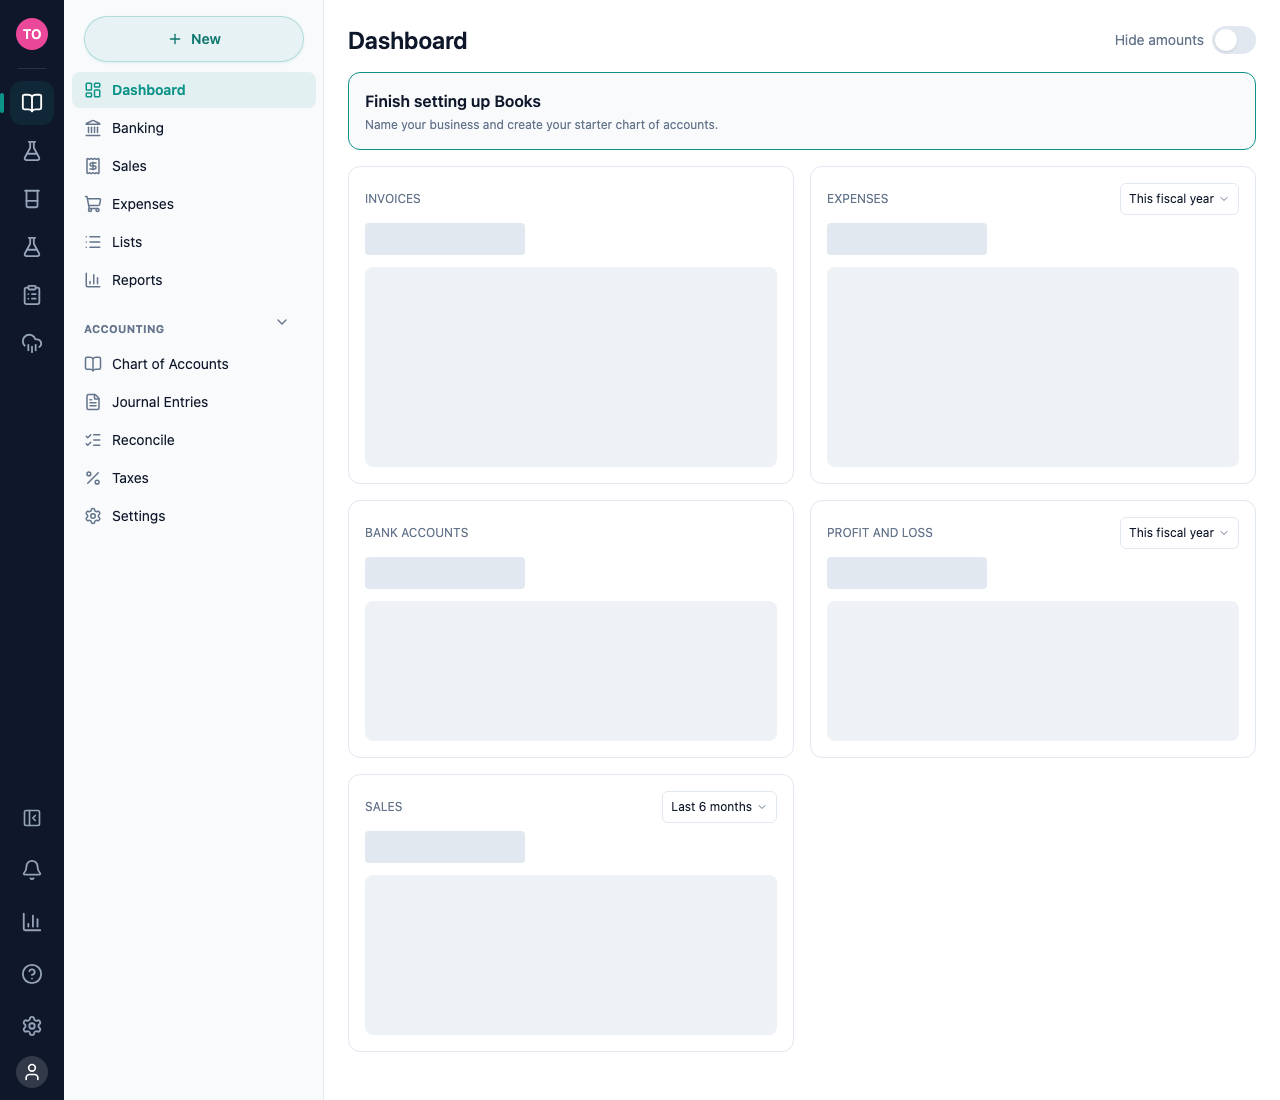 TO
New
Dashboard
Banking
Sales
Expenses
Lists
Reports
ACCOUNTING
Chart of Accounts
Journal Entries
Reconcile
Taxes
Settings
Dashboard
Hide amounts
Finish setting up Books
Name your business and create your starter chart of accounts.
INVOICES
EXPENSES
This fiscal year
BANK ACCOUNTS
PROFIT AND LOSS
This fiscal year
SALES
Last 6 months